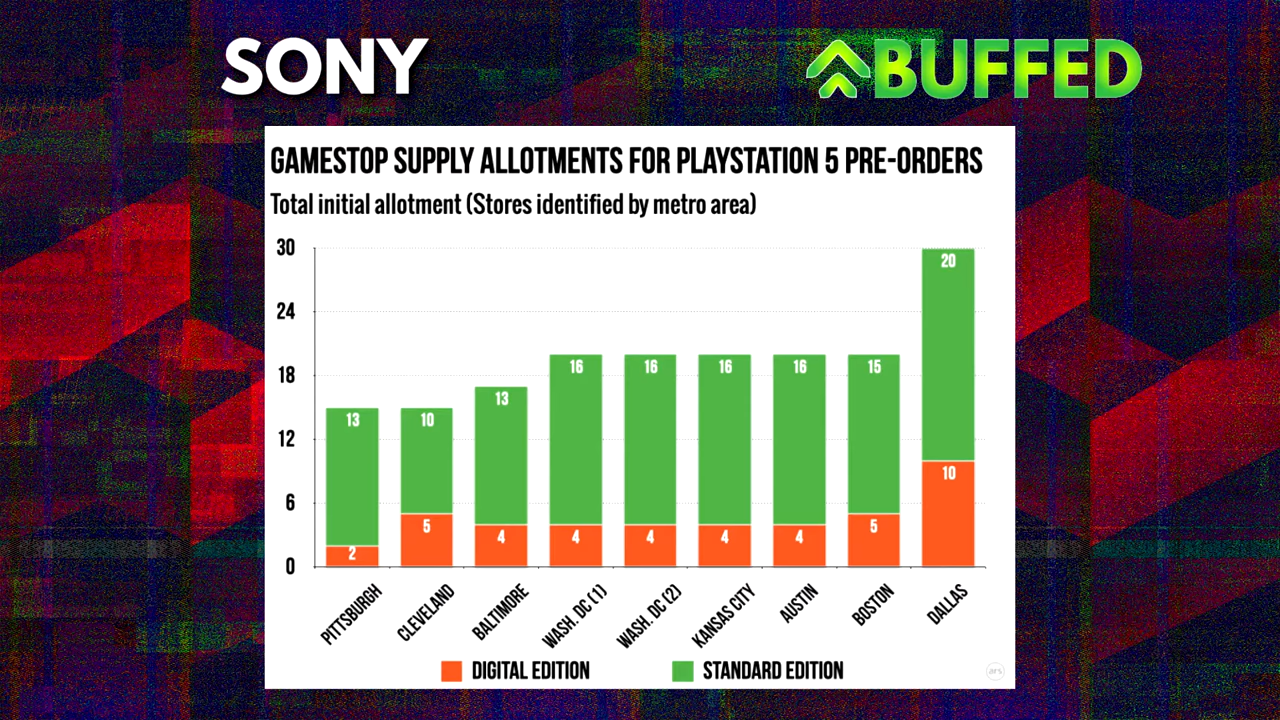 SONY
BUFFED
GAMESTOP SUPPLY ALLOTMENTS FOR PLAYSTATION 5 PRE-ORDERS
Total initial allotment (Stores identified by metro area)
30
24
18
12
6
0
13 10 13 16 16 16 16 15 20
2 5 4 4 4 4 4 5 10
PITTSBURGH CLEVELAND BALTIMORE WASH. DC (1) WASH. DC (2) KANSAS CITY AUSTIN BOSTON DALLAS
DIGITAL EDITION STANDARD EDITION
ars